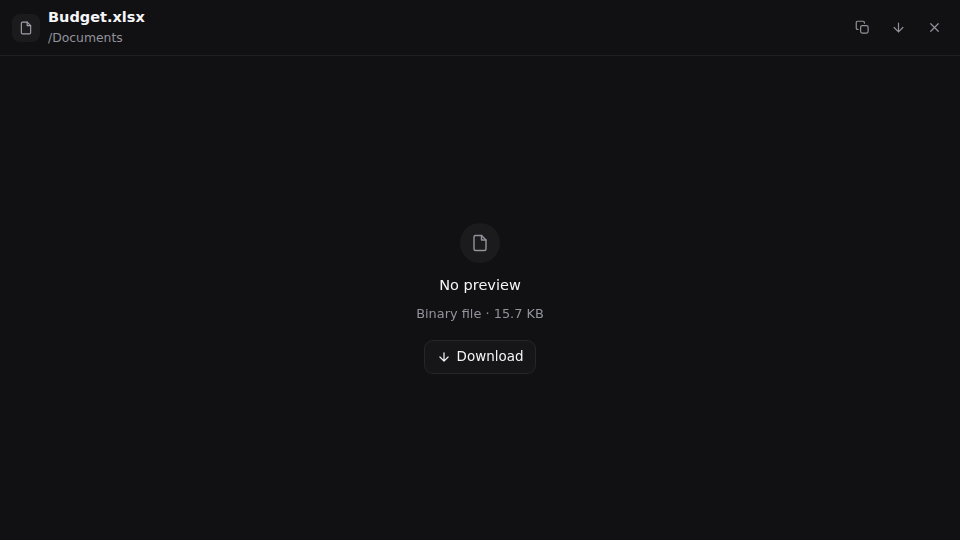 Budget.xlsx
/Documents
No preview
Binary file · 15.7 KB
Download